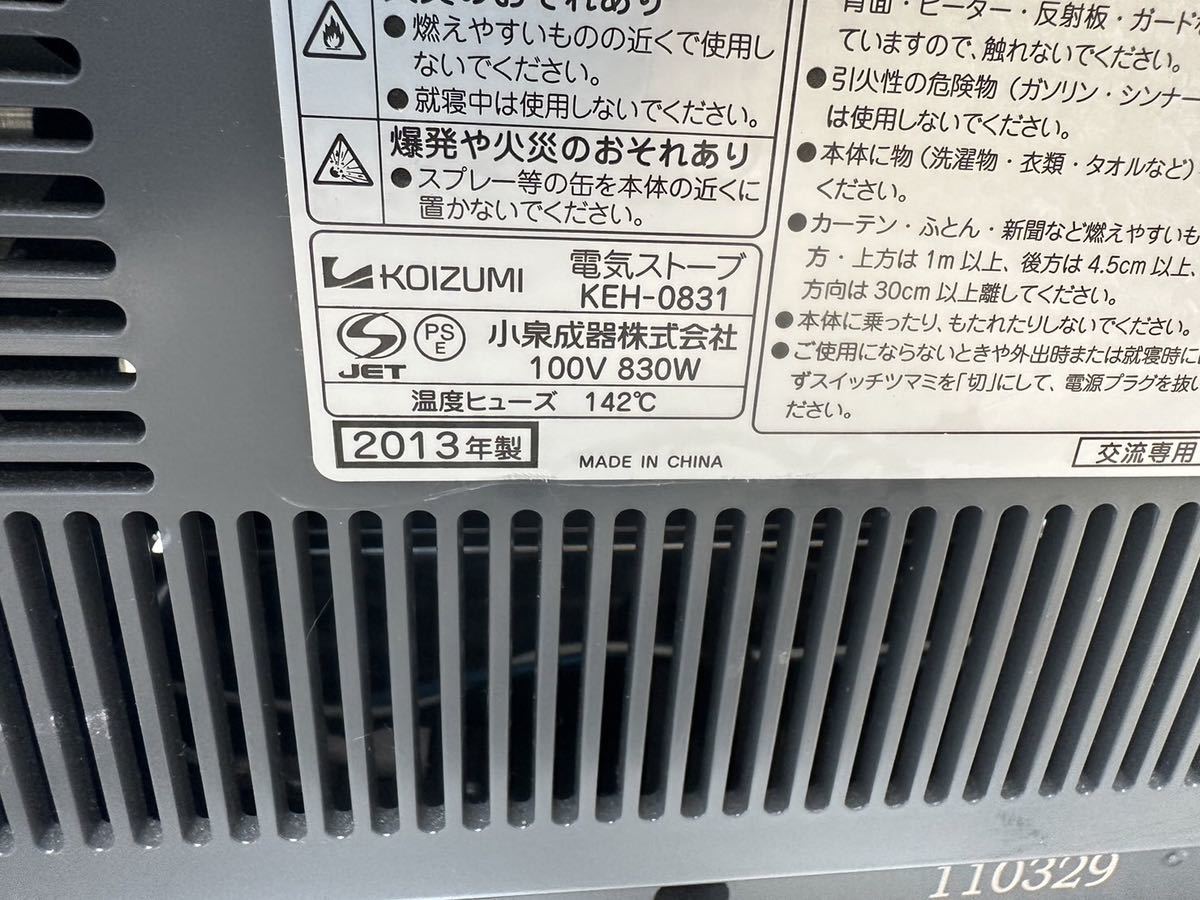 災のおそれあり
●燃えやすいものの近くで使用し
ないでください。
●就寝中は使用しないでください。
爆発や火災のおそれあり
●スプレー等の缶を本体の近くに
置かないでください。
KOIZUMI
電気ストーブ
KEH-0831
JET
PS
E
小泉成器株式会社
100V 830W
温度ヒューズ 142℃
2013年製
MADE IN CHINA
背面・ヒーター・反射板・ガード
ていますので、触れないでください。
●引火性の危険物（ガソリン・シンナー
は使用しないでください。
●本体に物（洗濯物・衣類・タオルなど）
ください。
●カーテン・ふとん・新聞など燃えやすいも
方・上方は1m以上、後方は4.5cm以上、
方向は30cm以上離してください。
●本体に乗ったり、もたれたりしないでください。
●ご使用にならないときや外出時または就寝時に
ずスイッチツマミを「切」にして、電源プラグを抜い
ださい。
交流専用
110329